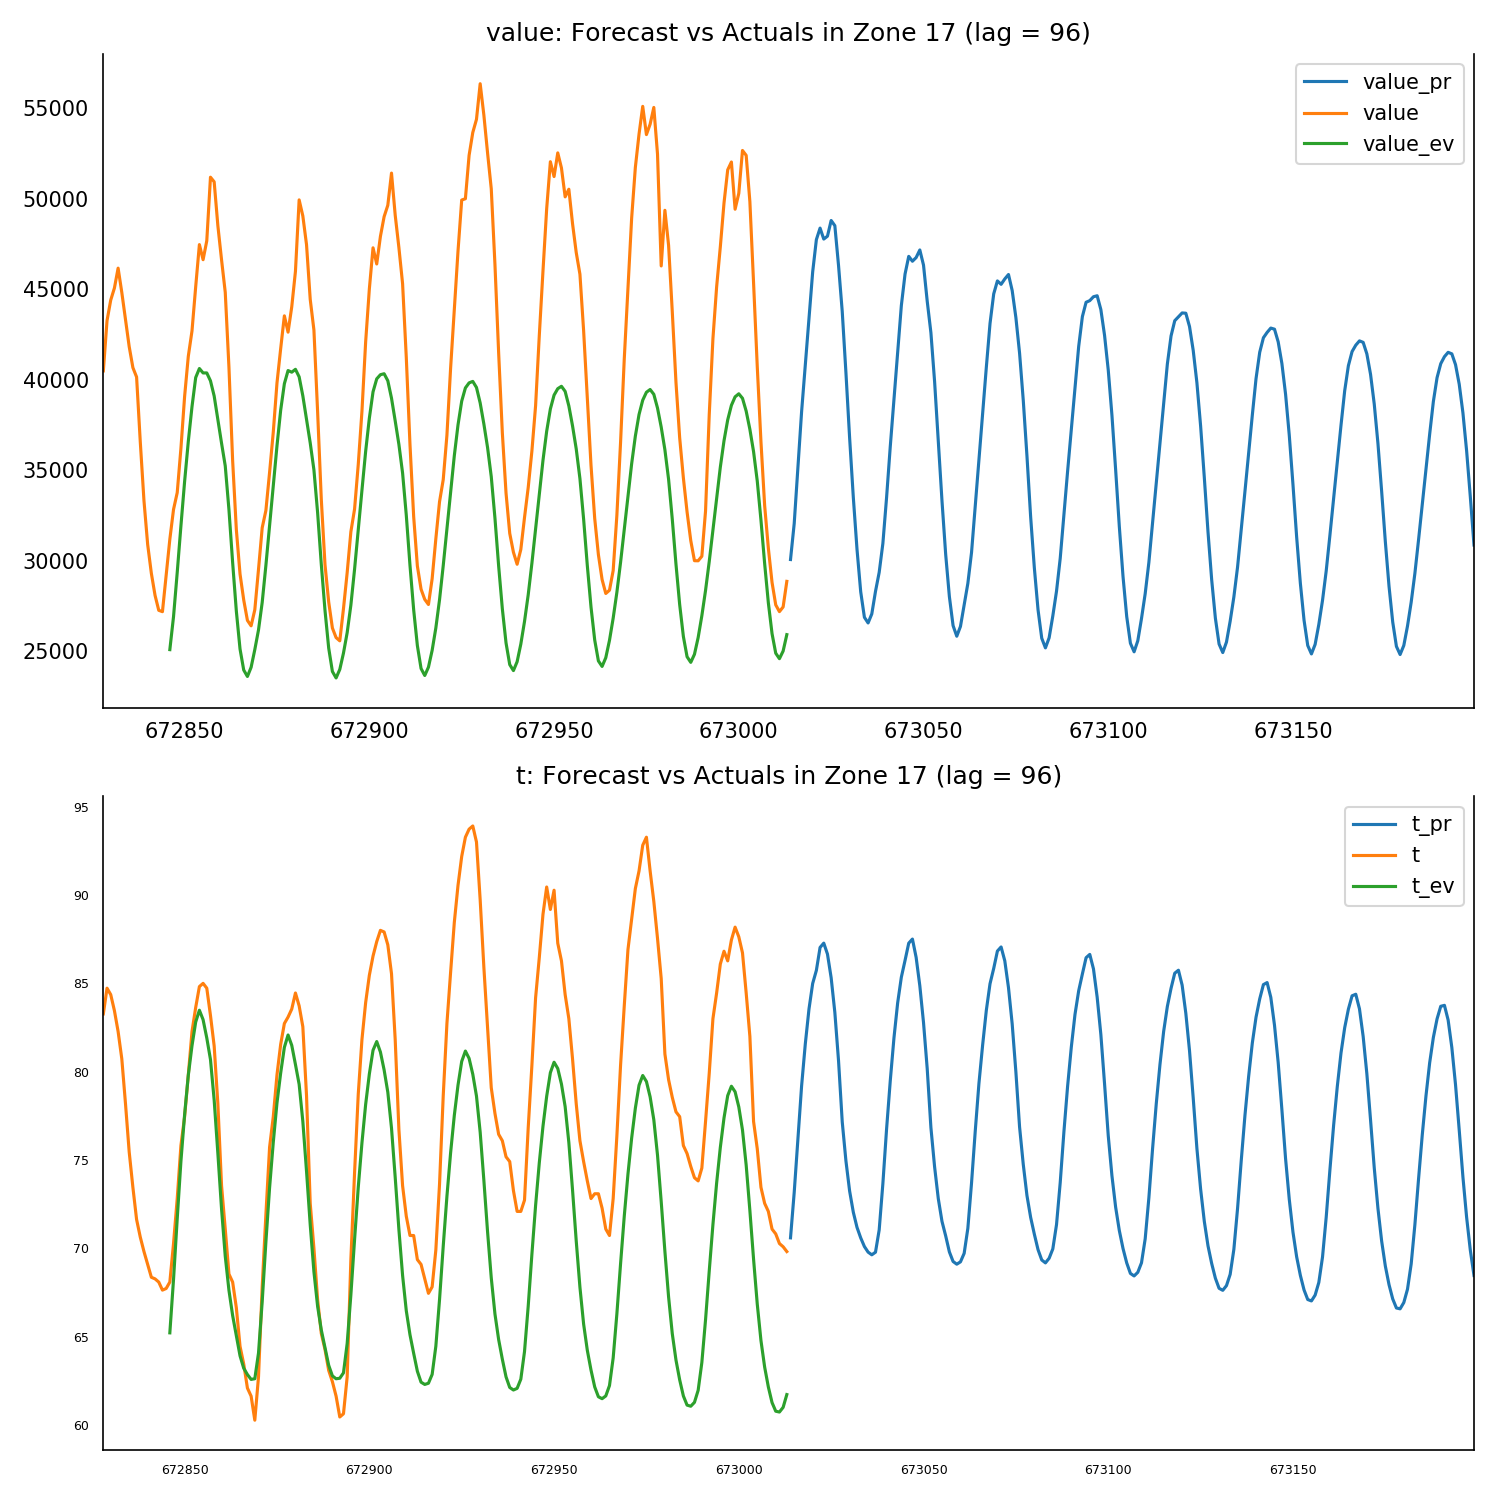 value: Forecast vs Actuals in Zone 17 (lag = 96)
value_pr
value
value_ev
55000
50000
45000
40000
35000
30000
25000
672850 672900 672950 673000 673050 673100 673150
t: Forecast vs Actuals in Zone 17 (lag = 96)
t_pr
t
t_ev
95
90
85
80
75
70
65
60
672850 672900 672950 673000 673050 673100 673150